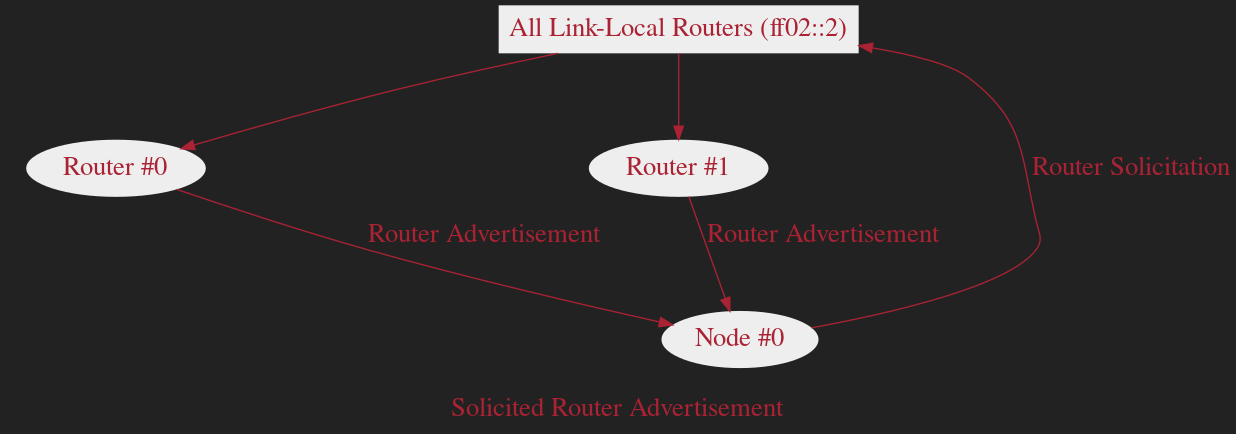 All Link-Local Routers (ff02::2)
Router #0
Router #1
Router Solicitation
Router Advertisement
Router Advertisement
Node #0
Solicited Router Advertisement